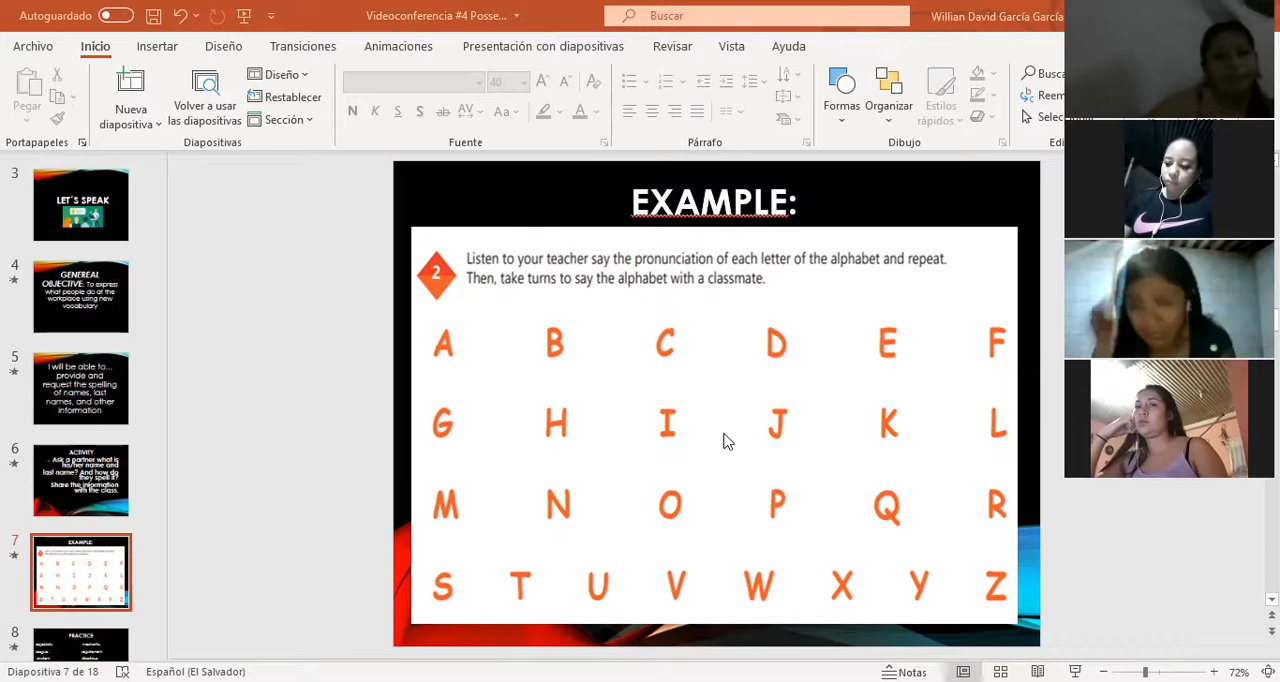 Autoguardado
Videoconferencia #4 Posse...
Buscar
Willian David García García
Archivo Inicio Insertar Diseño Transiciones Animaciones Presentación con diapositivas Revisar Vista Ayuda
Pegar
Nueva diapositiva
Volver a usar las diapositivas
Diseño
Restablecer
Sección
40
N K S S ab AV Aa A
Formas
Organizar
Estilos rápidos
Busca
Reem
Selec
Portapapeles
Diapositivas
Fuente
Párrafo
Dibujo
Edi
3
LET´S SPEAK
4
GENEREAL
OBJECTIVE: To express
what people do at the
workplace using new
vocabulary
5
I will be able to...
provide and
request the spelling
of names, last
names, and other
information
6
ACTIVITY
. Ask a partner what is
his/her name and
last name? And how do
they spell it?
Share the information
with the class.
7
8
PRACTICE
EXAMPLE:
2
Listen to your teacher say the pronunciation of each letter of the alphabet and repeat.
Then, take turns to say the alphabet with a classmate.
A B C D E F
G H I J K L
M N O P Q R
S T U V W X Y Z
Diapositiva 7 de 18
Español (El Salvador)
Notas
72%